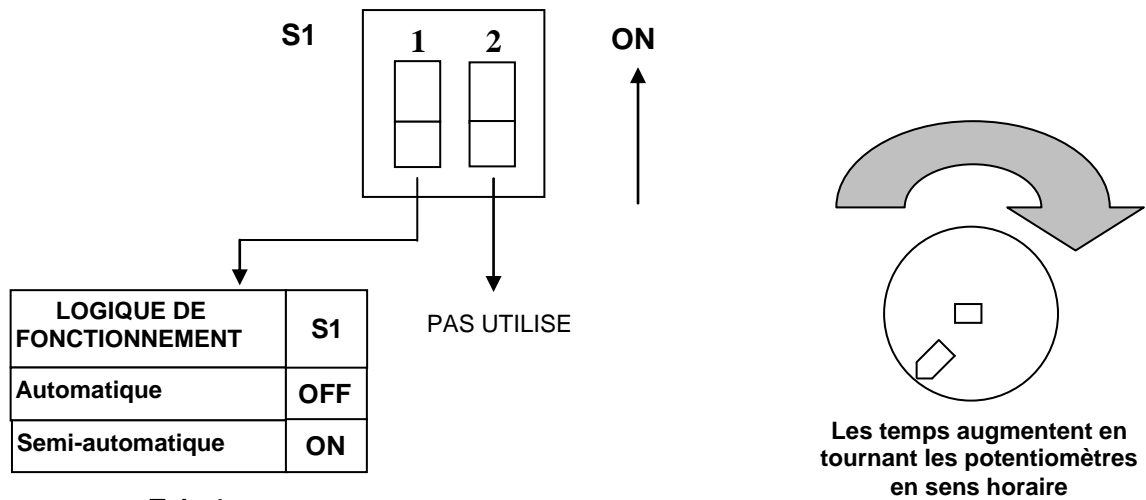 S1
1 2
ON
LOGIQUE DE
FONCTIONNEMENT
S1
Automatique
OFF
Semi-automatique
ON
PAS UTILISE
Les temps augmentent en
tournant les potentiomètres
en sens horaire